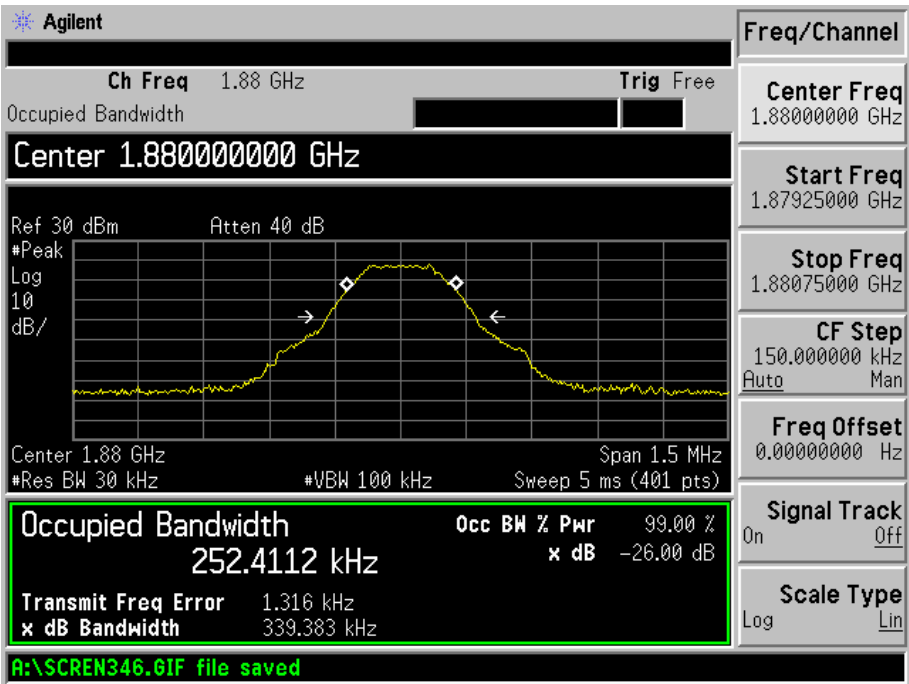 Agilent
Ch Freq 1.88 GHz Trig Free
Occupied Bandwidth
Center 1.880000000 GHz
Ref 30 dBm Atten 40 dB
#Peak
Log
10
dB/
Center 1.88 GHz Span 1.5 MHz
#Res BW 30 kHz #VBW 100 kHz Sweep 5 ms (401 pts)
Occupied Bandwidth
252.4112 kHz
Occ BW % Pwr 99.00 %
x dB -26.00 dB
Transmit Freq Error 1.316 kHz
x dB Bandwidth 339.383 kHz
A:\SCREN346.GIF file saved
Freq/Channel
Center Freq
1.88000000 GHz
Start Freq
1.87925000 GHz
Stop Freq
1.88075000 GHz
CF Step
150.000000 kHz
Auto Man
Freq Offset
0.00000000 Hz
Signal Track
On Off
Scale Type
Log Lin